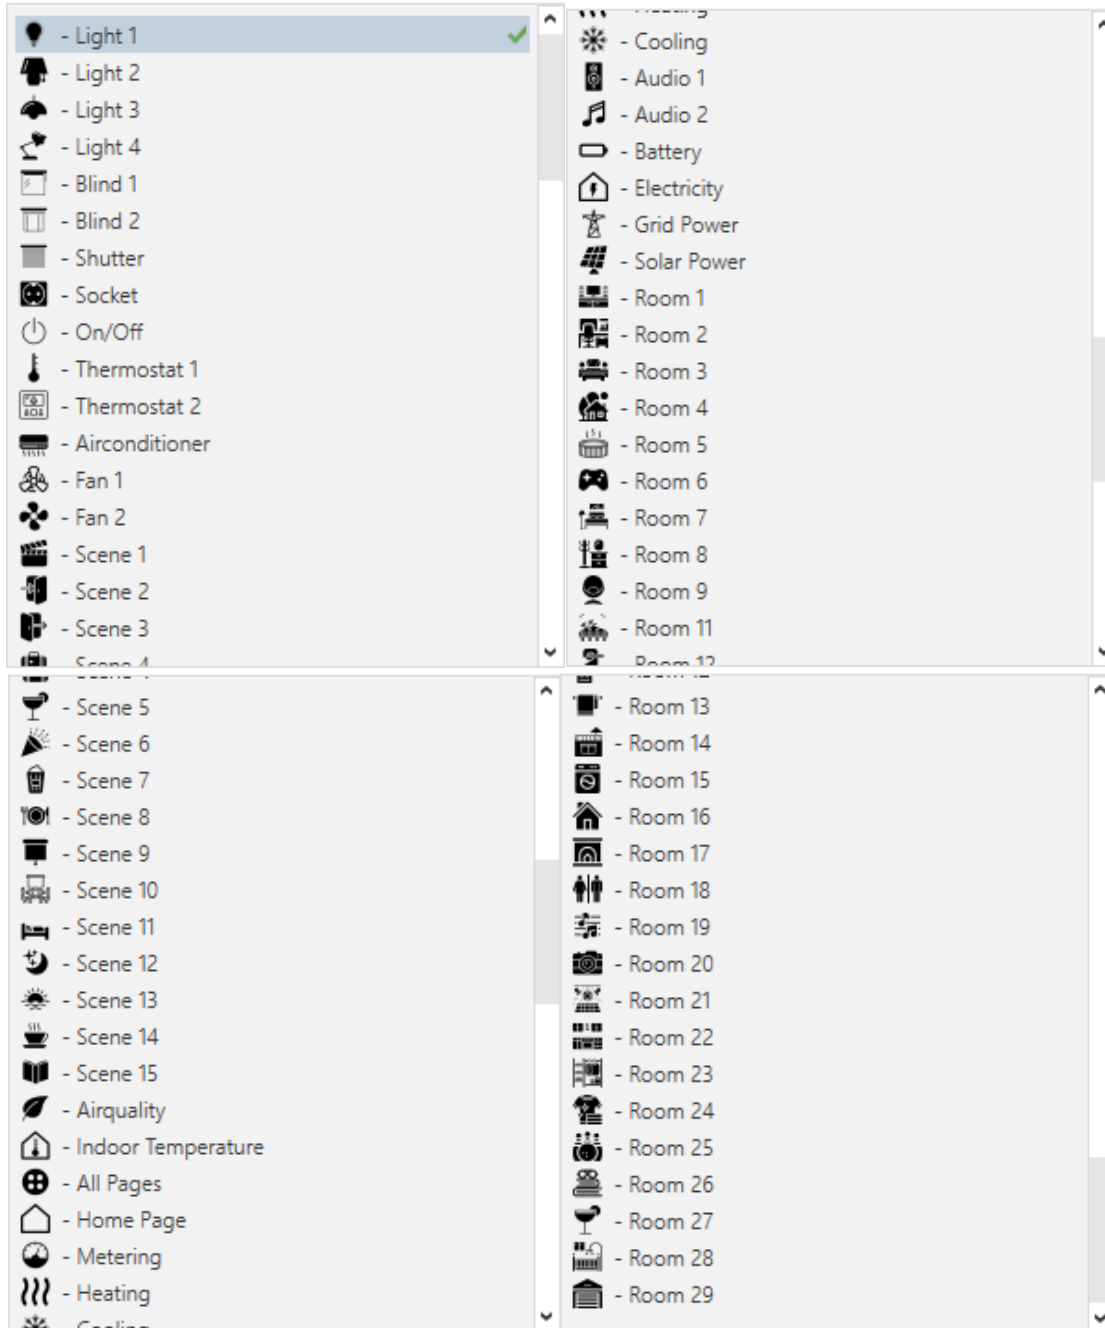 - Light 1
- Light 2
- Light 3
- Light 4
- Blind 1
- Blind 2
- Shutter
- Socket
- On/Off
- Thermostat 1
- Thermostat 2
- Airconditioner
- Fan 1
- Fan 2
- Scene 1
- Scene 2
- Scene 3
Scene 4
- Scene 5
- Scene 6
- Scene 7
- Scene 8
- Scene 9
- Scene 10
- Scene 11
- Scene 12
- Scene 13
- Scene 14
- Scene 15
- Airquality
- Indoor Temperature
- All Pages
- Home Page
- Metering
- Heating
Cooling
- Heating
- Cooling
- Audio 1
- Audio 2
- Battery
- Electricity
- Grid Power
- Solar Power
- Room 1
- Room 2
- Room 3
- Room 4
- Room 5
- Room 6
- Room 7
- Room 8
- Room 9
- Room 11
Room 12
- Room 13
- Room 14
- Room 15
- Room 16
- Room 17
- Room 18
- Room 19
- Room 20
- Room 21
- Room 22
- Room 23
- Room 24
- Room 25
- Room 26
- Room 27
- Room 28
- Room 29